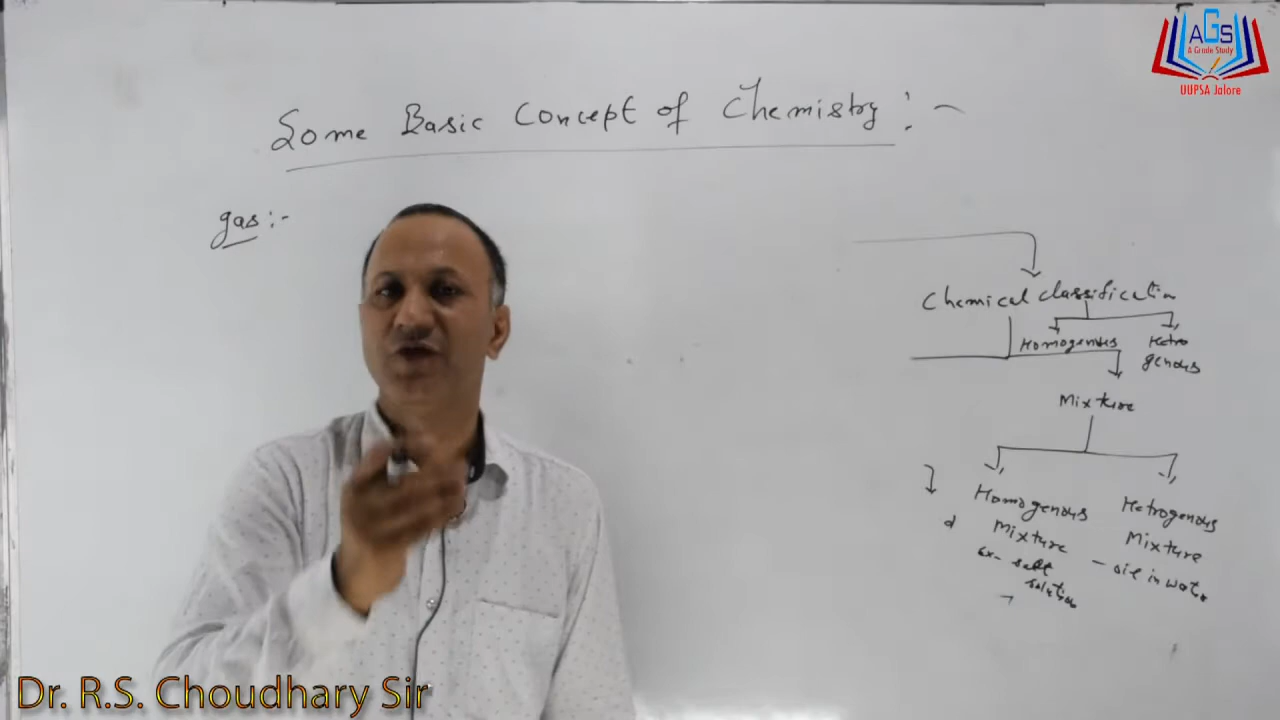 AGS
A Grade Study
UUPSA Jalore
Some Basic Concept of Chemistry :-
gas :-
Chemical classification
Homogenous Hetro
genous
Mixture
Homogenous Hetrogenous
Mixture Mixture
ex- salt - oil in water
solution
Dr. R.S. Choudhary Sir